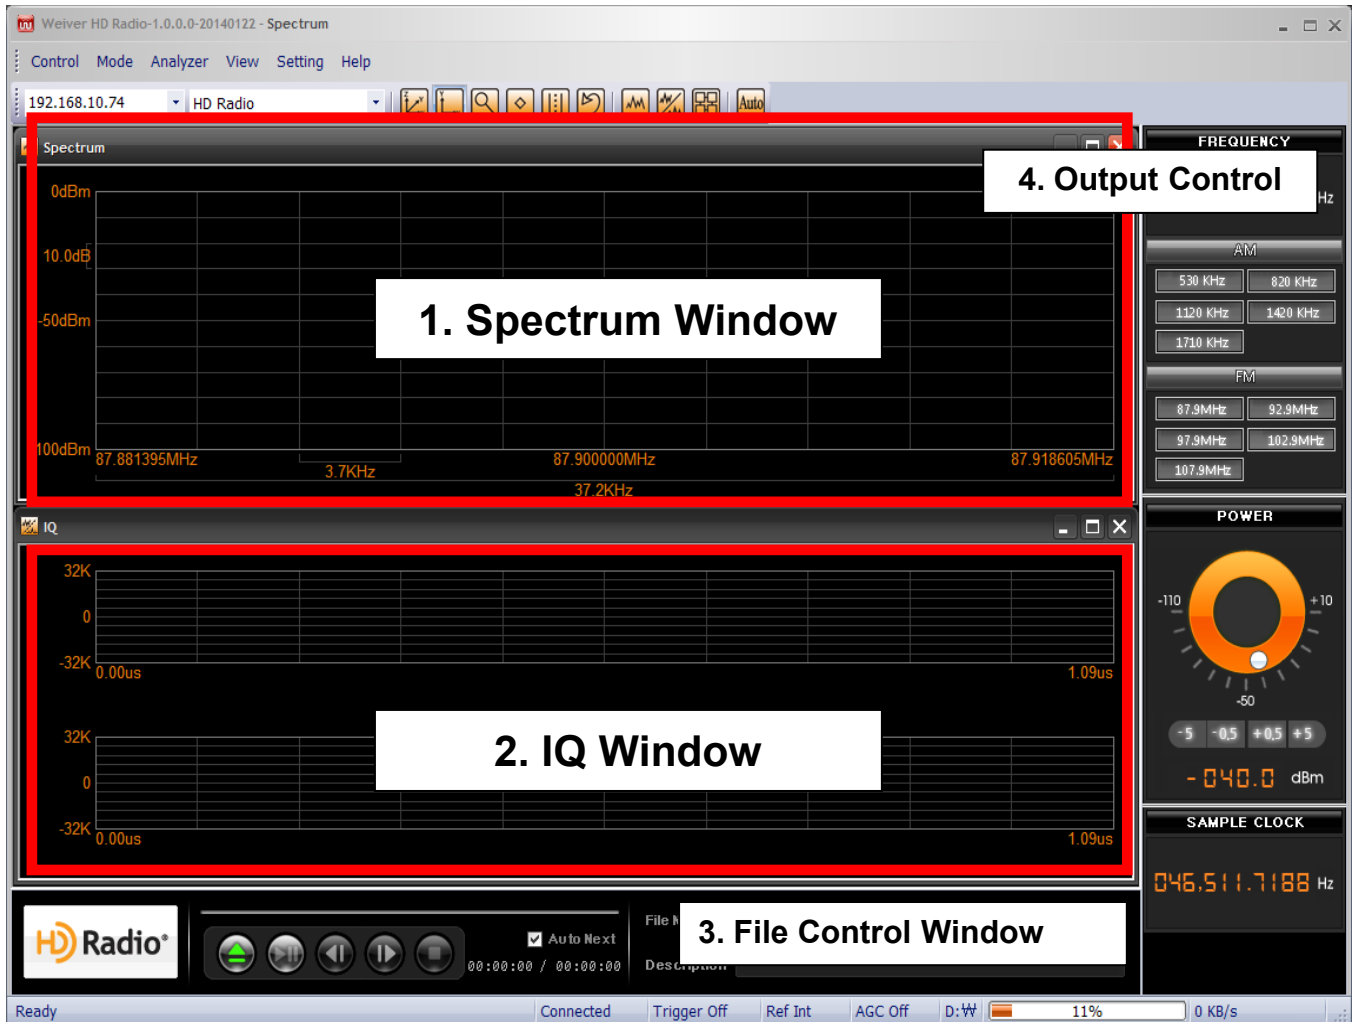 Weiver HD Radio-1.0.0.0-20140122 - Spectrum
Control Mode Analyzer View Setting Help
192.168.10.74 HD Radio Auto
Spectrum
0dBm
10.0dB
-50dBm
100dBm
87.881395MHz 87.900000MHz 87.918605MHz
3.7KHz
37.2KHz
1. Spectrum Window
IQ
32K
0
-32K
0.00us 1.09us
32K
0
-32K
0.00us 1.09us
2. IQ Window
HD Radio
Auto Next
00:00:00 / 00:00:00
File
Description
3. File Control Window
FREQUENCY
4. Output Control
Hz
AM
530 KHz 820 KHz
1120 KHz 1420 KHz
1710 KHz
FM
87.9MHz 92.9MHz
97.9MHz 102.9MHz
107.9MHz
POWER
-110 +10
-50
-5 -0.5 +0.5 +5
-040.0 dBm
SAMPLE CLOCK
046,511.7188 Hz
Ready Connected Trigger Off Ref Int AGC Off D:₩ 11% 0 KB/s